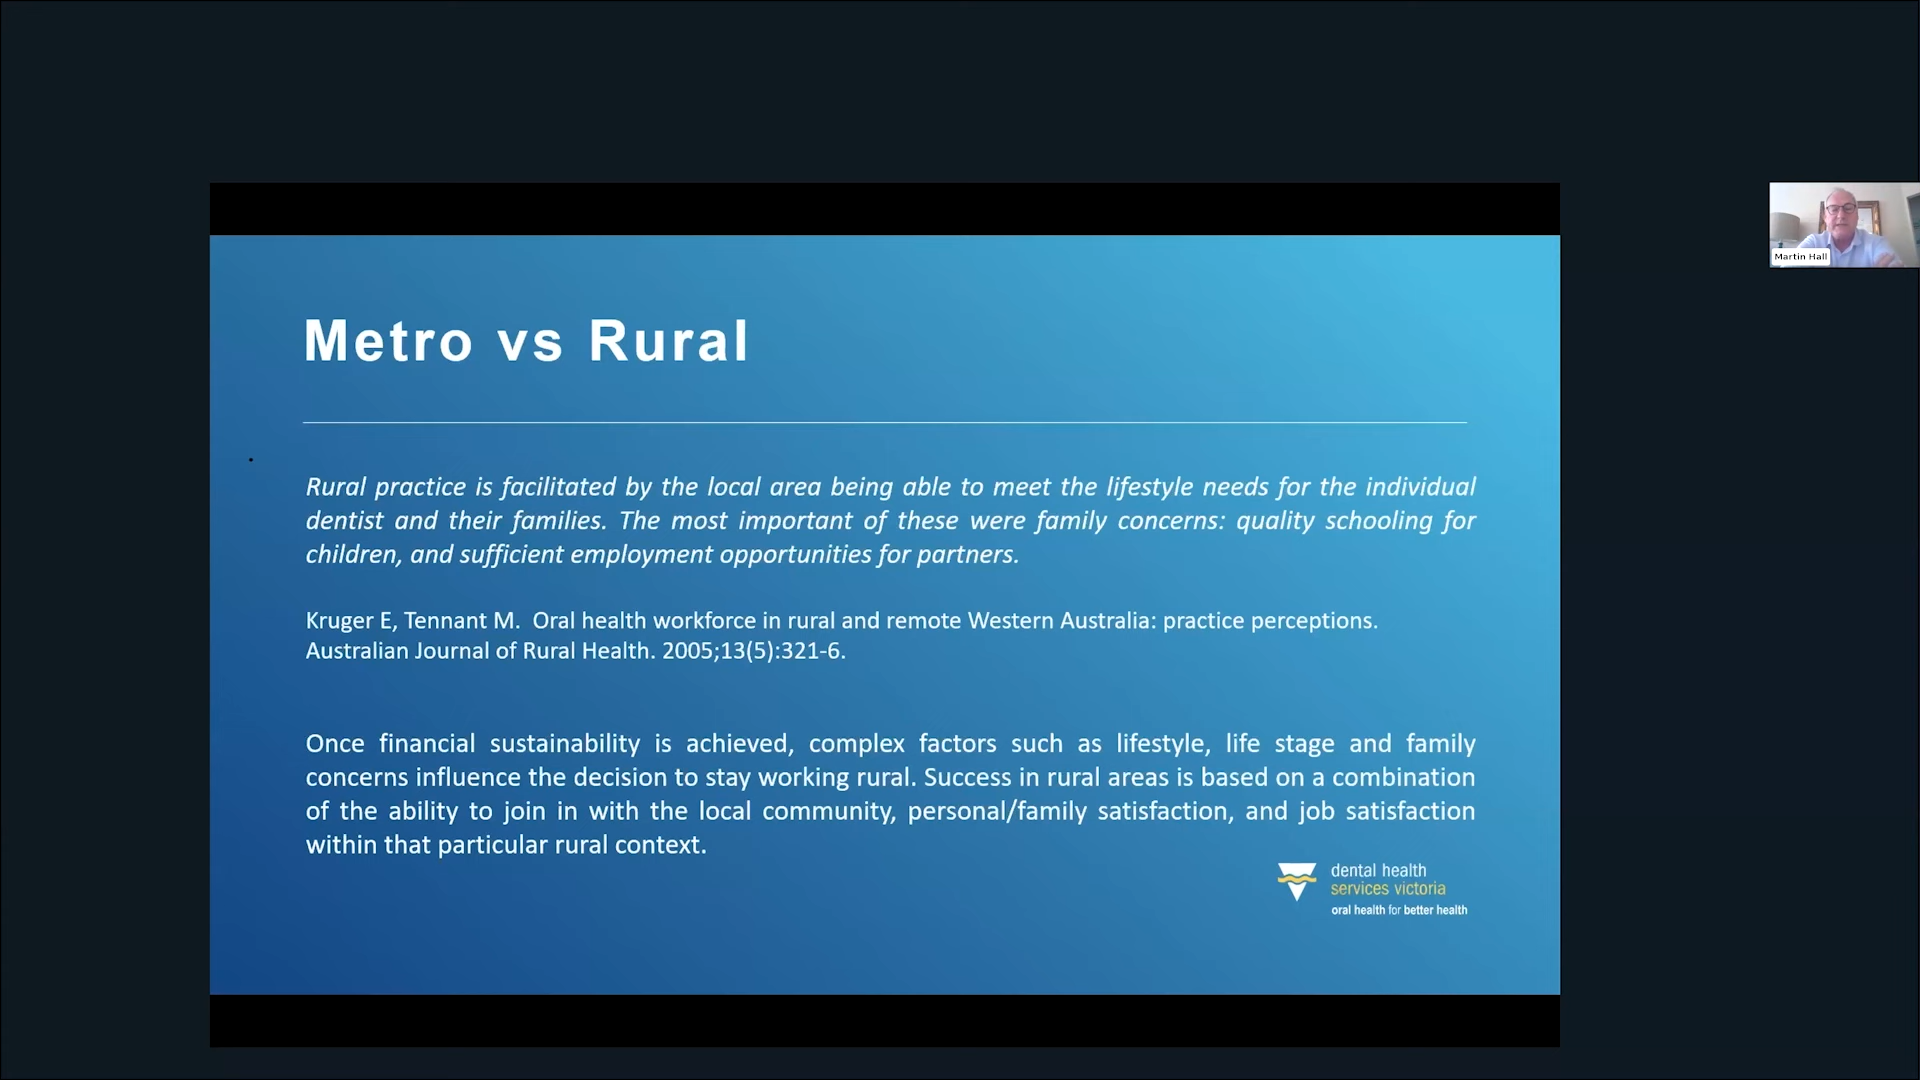 Metro vs Rural
Rural practice is facilitated by the local area being able to meet the lifestyle needs for the individual
dentist and their families. The most important of these were family concerns: quality schooling for
children, and sufficient employment opportunities for partners.
Kruger E, Tennant M.  Oral health workforce in rural and remote Western Australia: practice perceptions.
Australian Journal of Rural Health. 2005;13(5):321-6.
Once financial sustainability is achieved, complex factors such as lifestyle, life stage and family
concerns influence the decision to stay working rural. Success in rural areas is based on a combination
of the ability to join in with the local community, personal/family satisfaction, and job satisfaction
within that particular rural context.
dental health
services victoria
oral health for better health
Martin Hall